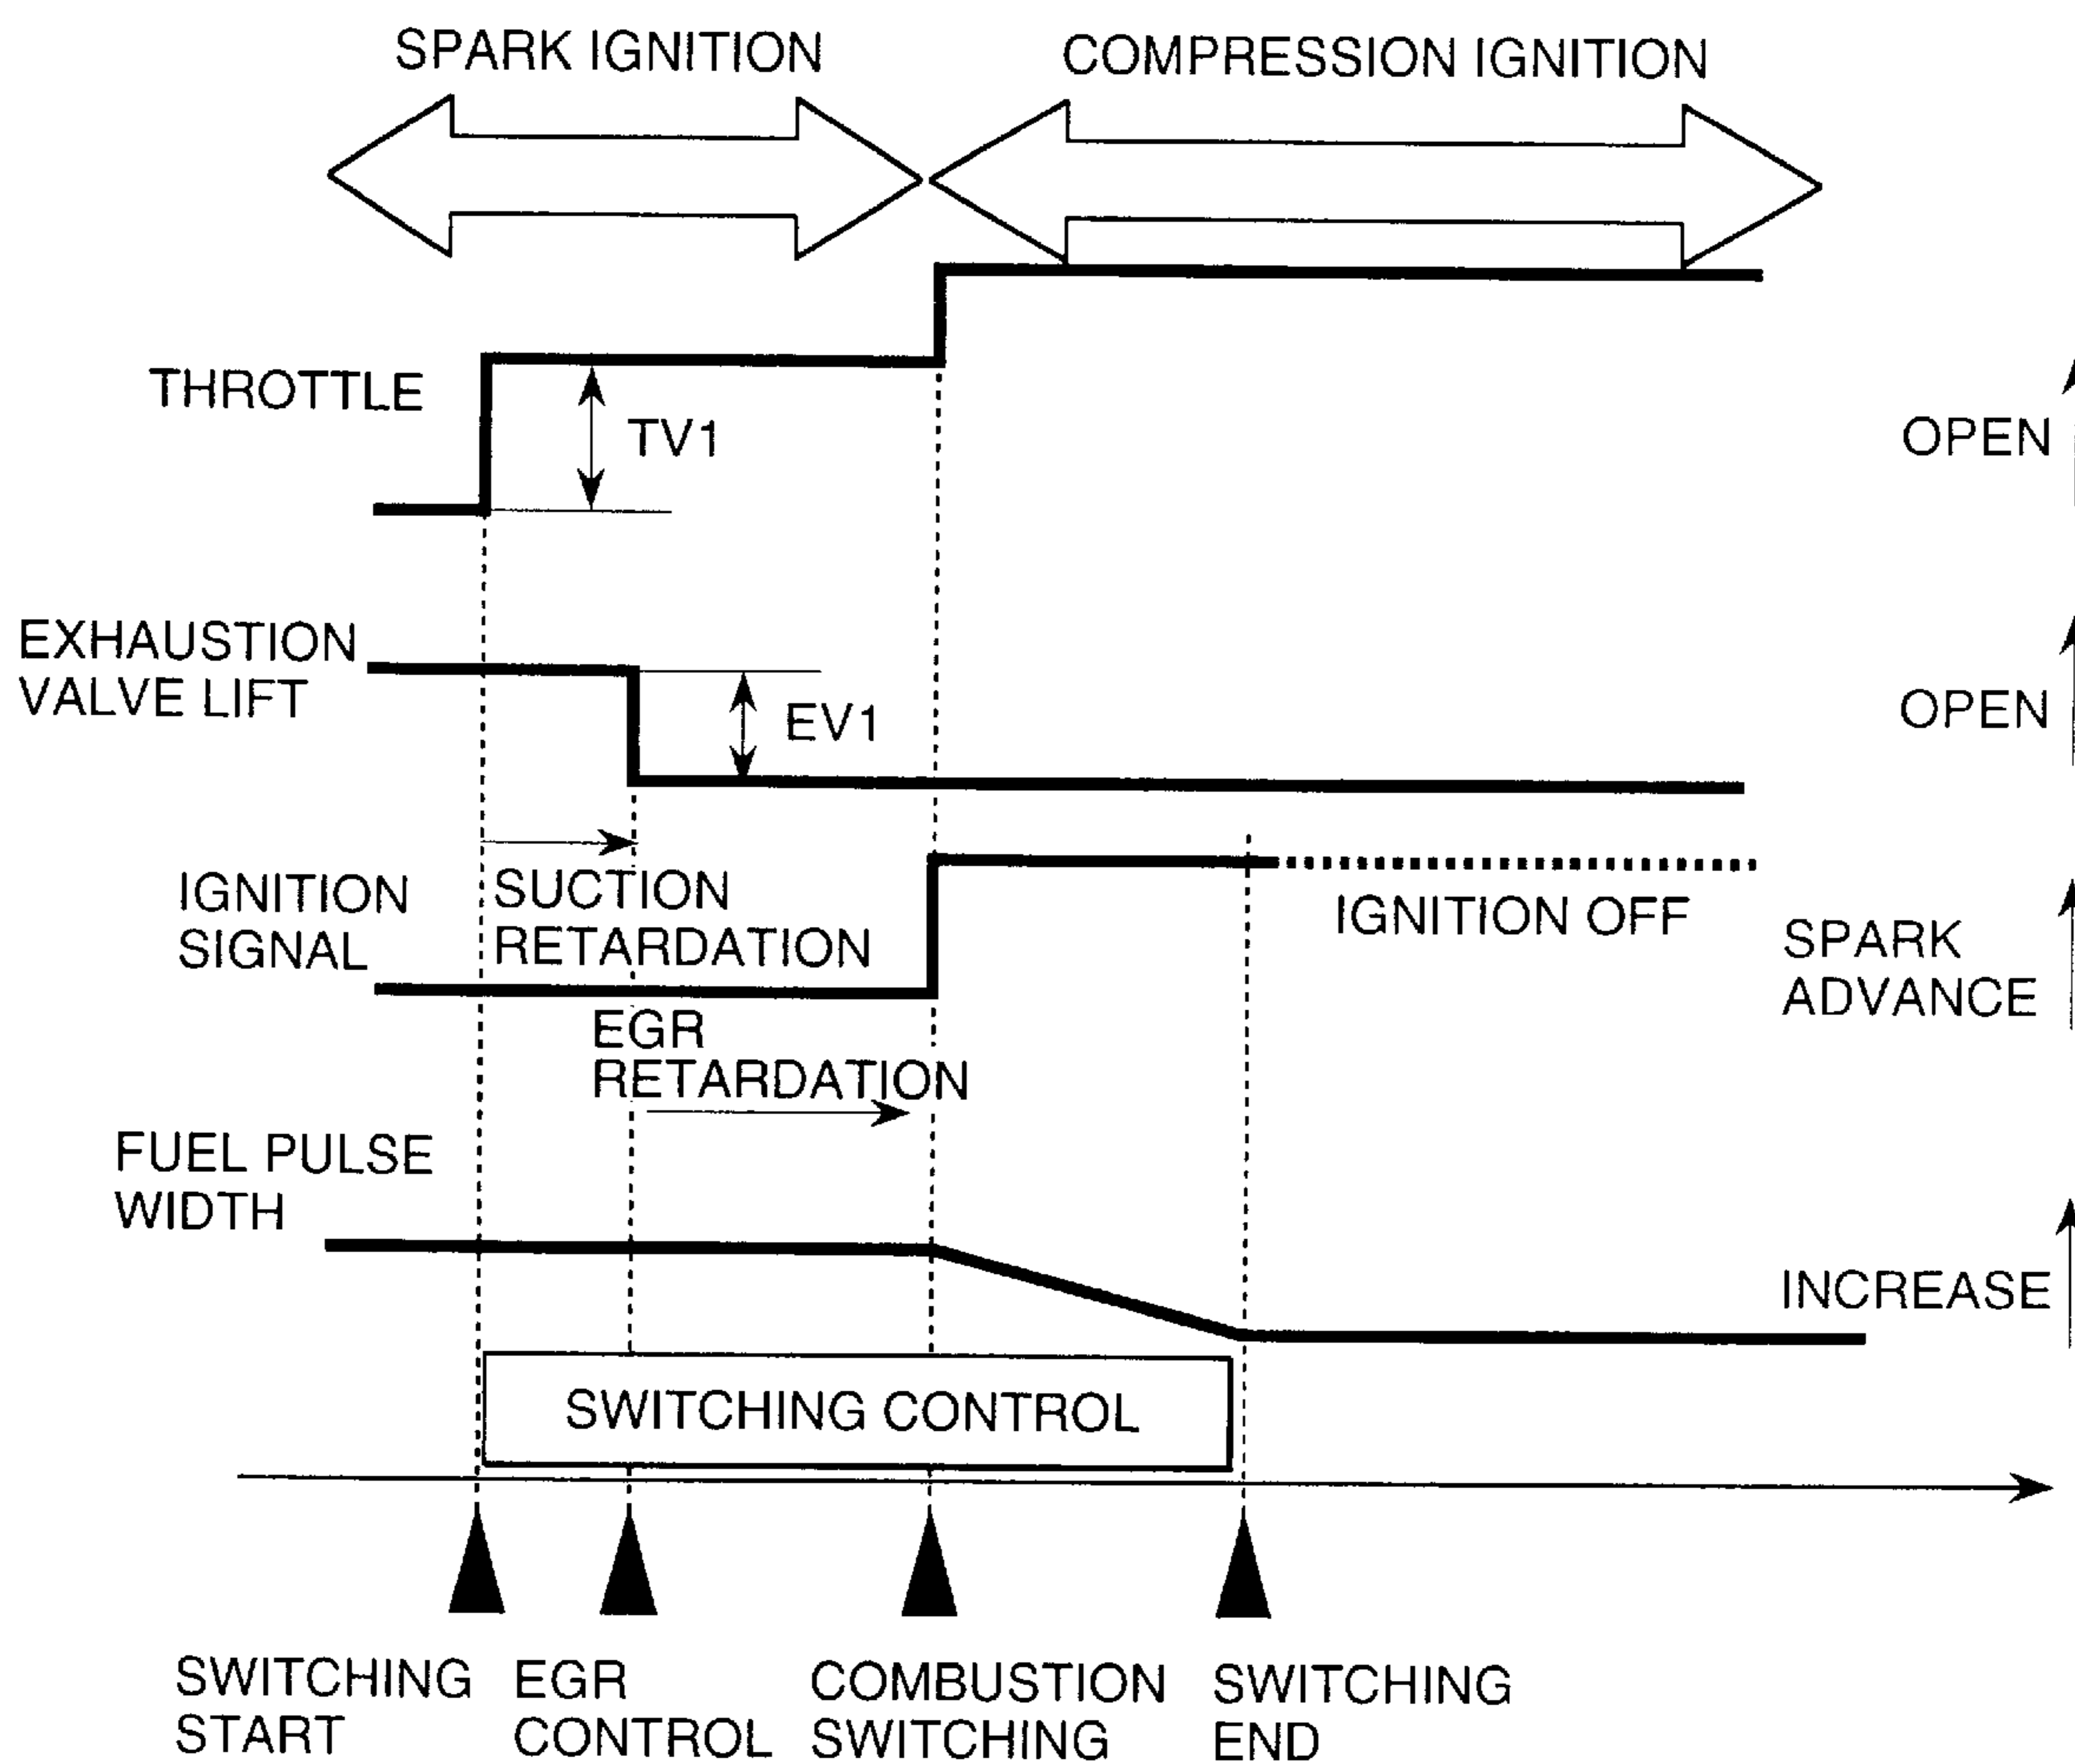 SPARK IGNITION
COMPRESSION IGNITION
THROTTLE
TV1
OPEN
EXHAUSTION
VALVE LIFT
EV1
OPEN
IGNITION
SIGNAL
SUCTION
RETARDATION
IGNITION OFF
SPARK
ADVANCE
EGR
RETARDATION
FUEL PULSE
WIDTH
INCREASE
SWITCHING CONTROL
SWITCHING
START
EGR
CONTROL
COMBUSTION
SWITCHING
SWITCHING
END